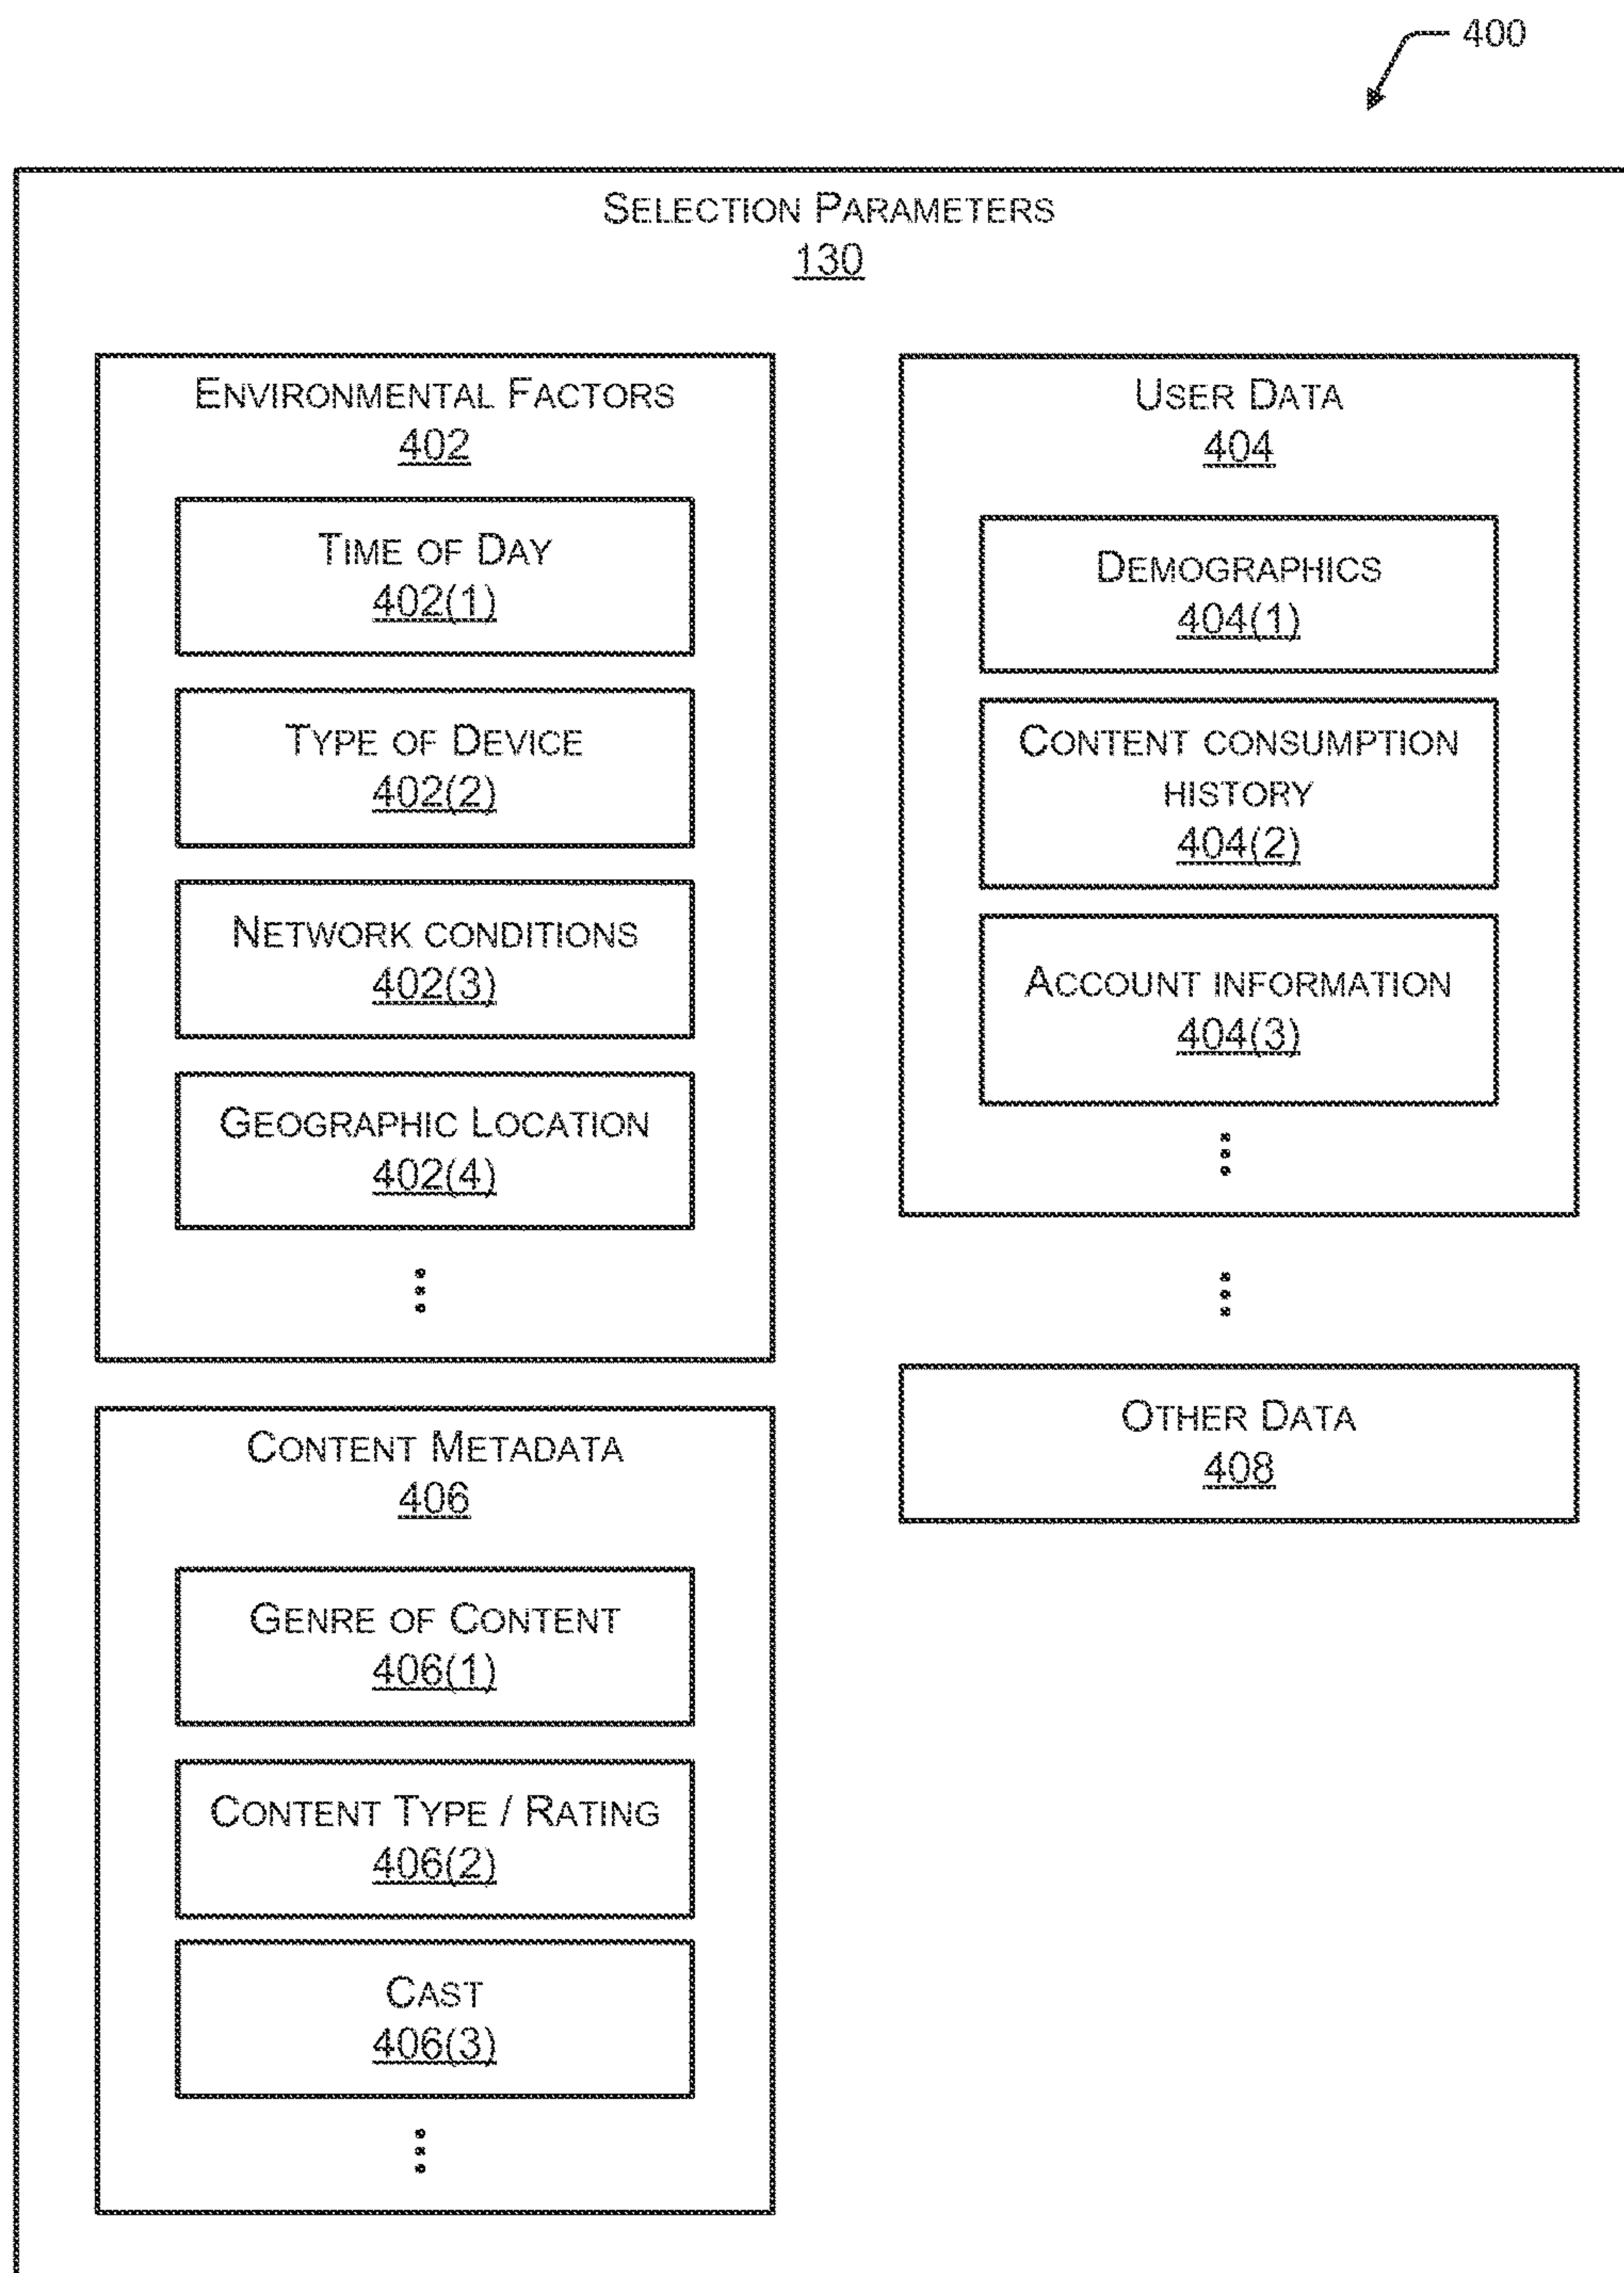 400
SELECTION PARAMETERS
130
ENVIRONMENTAL FACTORS
402
TIME OF DAY
402(1)
TYPE OF DEVICE
402(2)
NETWORK CONDITIONS
402(3)
GEOGRAPHIC LOCATION
402(4)
CONTENT METADATA
406
GENRE OF CONTENT
406(1)
CONTENT TYPE / RATING
406(2)
CAST
406(3)
USER DATA
404
DEMOGRAPHICS
404(1)
CONTENT CONSUMPTION
HISTORY
404(2)
ACCOUNT INFORMATION
404(3)
OTHER DATA
408